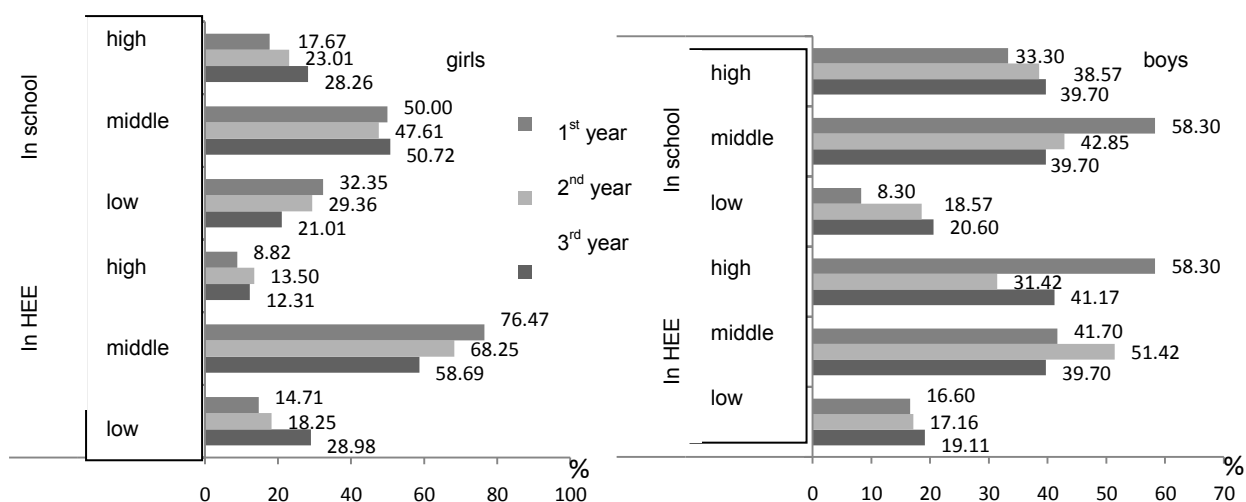 In school
high
17.67
23.01
28.26
girls
middle
50.00
47.61
50.72
low
32.35
29.36
21.01
In HEE
high
8.82
13.50
12.31
middle
76.47
68.25
58.69
low
14.71
18.25
28.98
%
0 20 40 60 80 100
1st year
2nd year
3rd year
In school
high
33.30
38.57
39.70
boys
middle
58.30
42.85
39.70
low
8.30
18.57
20.60
In HEE
high
58.30
31.42
41.17
middle
41.70
51.42
39.70
low
16.60
17.16
19.11
%
0 10 20 30 40 50 60 70